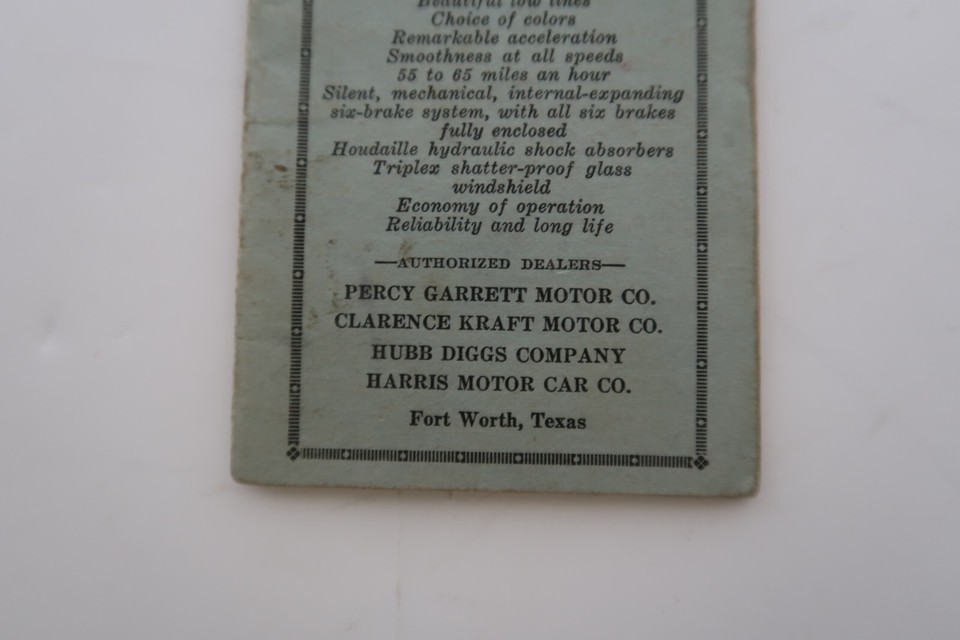 Beautiful low lines
Choice of colors
Remarkable acceleration
Smoothness at all speeds
55 to 65 miles an hour
Silent, mechanical, internal-expanding
six-brake system, with all six brakes
fully enclosed
Houdaille hydraulic shock absorbers
Triplex shatter-proof glass
windshield
Economy of operation
Reliability and long life
—AUTHORIZED DEALERS—
PERCY GARRETT MOTOR CO.
CLARENCE KRAFT MOTOR CO.
HUBB DIGGS COMPANY
HARRIS MOTOR CAR CO.
Fort Worth, Texas